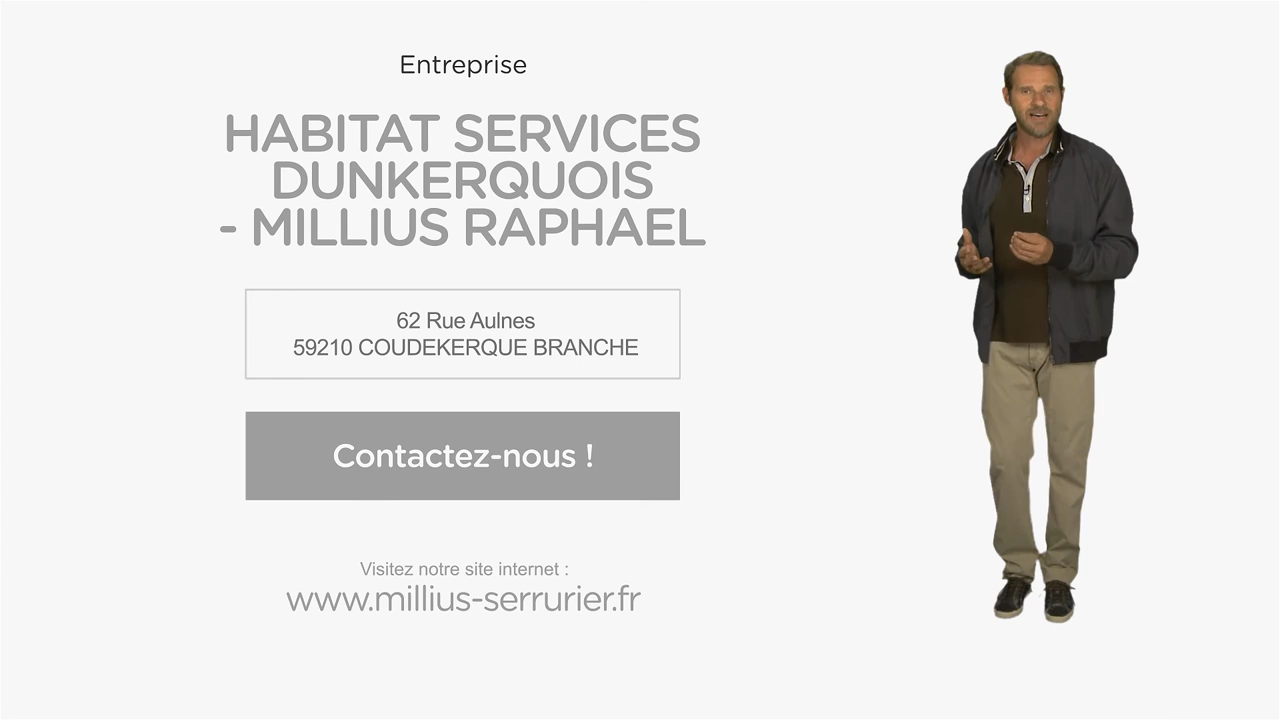 Entreprise
HABITAT SERVICES
DUNKERQUOIS
- MILLIUS RAPHAEL
62 Rue Aulnes
59210 COUDEKERQUE BRANCHE
Contactez-nous !
Visitez notre site internet :
www.millius-serrurier.fr